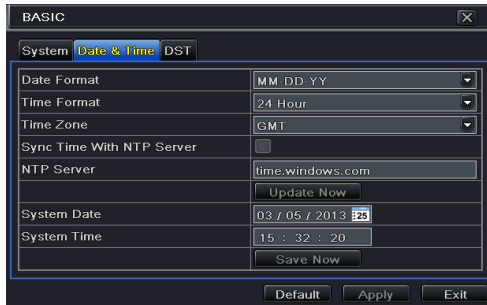 BASIC
System Date & Time DST
Date Format MM-DD-YY
Time Format 24 Hour
Time Zone GMT
Sync Time With NTP Server
NTP Server time.windows.com
Update Now
System Date 03 / 05 / 2013 25
System Time 15 : 32 : 20
Save Now
Default Apply Exit